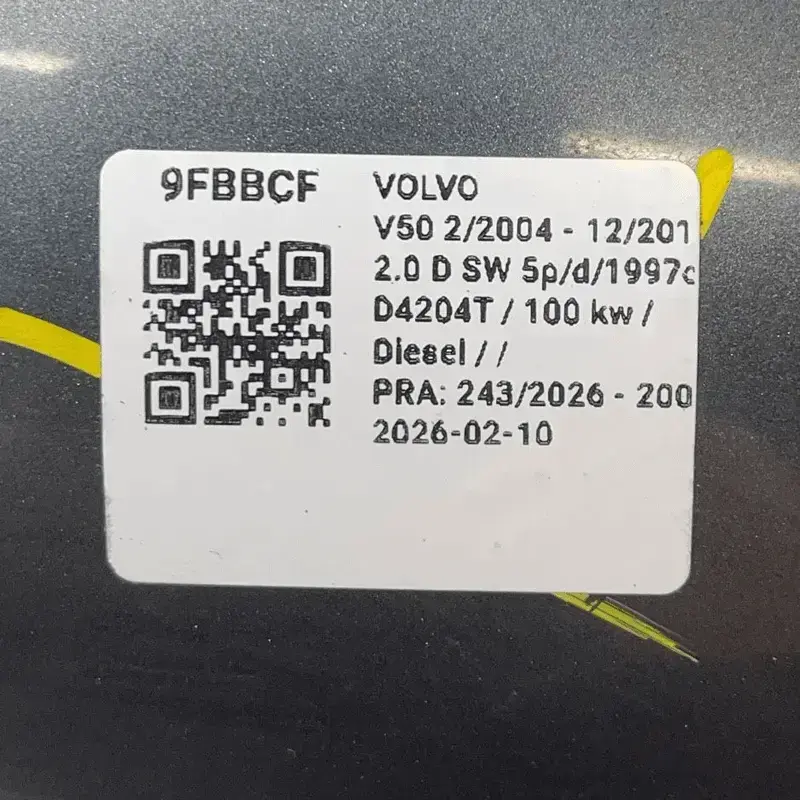 9FBBCF
VOLVO
V50 2/2004 - 12/201
2.0 D SW 5p/d/1997c
D4204T / 100 kw /
Diesel / /
PRA: 243/2026 - 200
2026-02-10